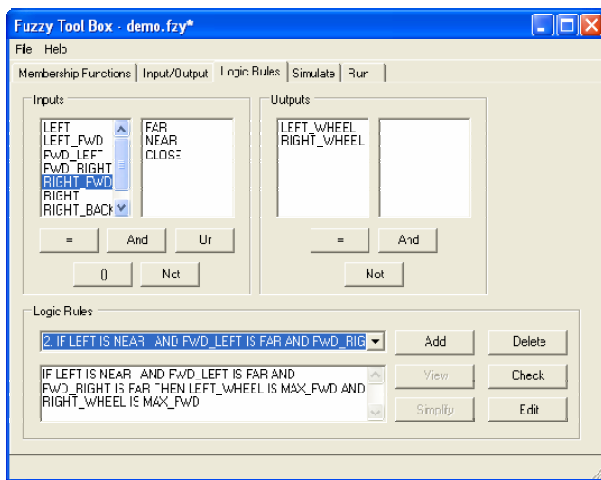 Fuzzy Tool Box - demo.fzy*
File Help
Membership Functions Input/Output Logic Rules Simulate Run
Inputs
LEFT
LEFT_FWD
FWD_LEFT
FWD_RIGHT
RIGHT_FWD
RIGHT
RIGHT_BACK
FAR
NEAR
CLOSE
= And Or
() Not
Outputs
LEFT_WHEEL
RIGHT_WHEEL
= And
Not
Logic Rules
2. IF LEFT IS NEAR AND FWD_LEFT IS FAR AND FWD_RIG
Add Delete
IF LEFT IS NEAR AND FWD_LEFT IS FAR AND
FWD_RIGHT IS FAR THEN LEFT_WHEEL IS MAX_FWD AND
RIGHT_WHEEL IS MAX_FWD
View Check
Simplify Edit